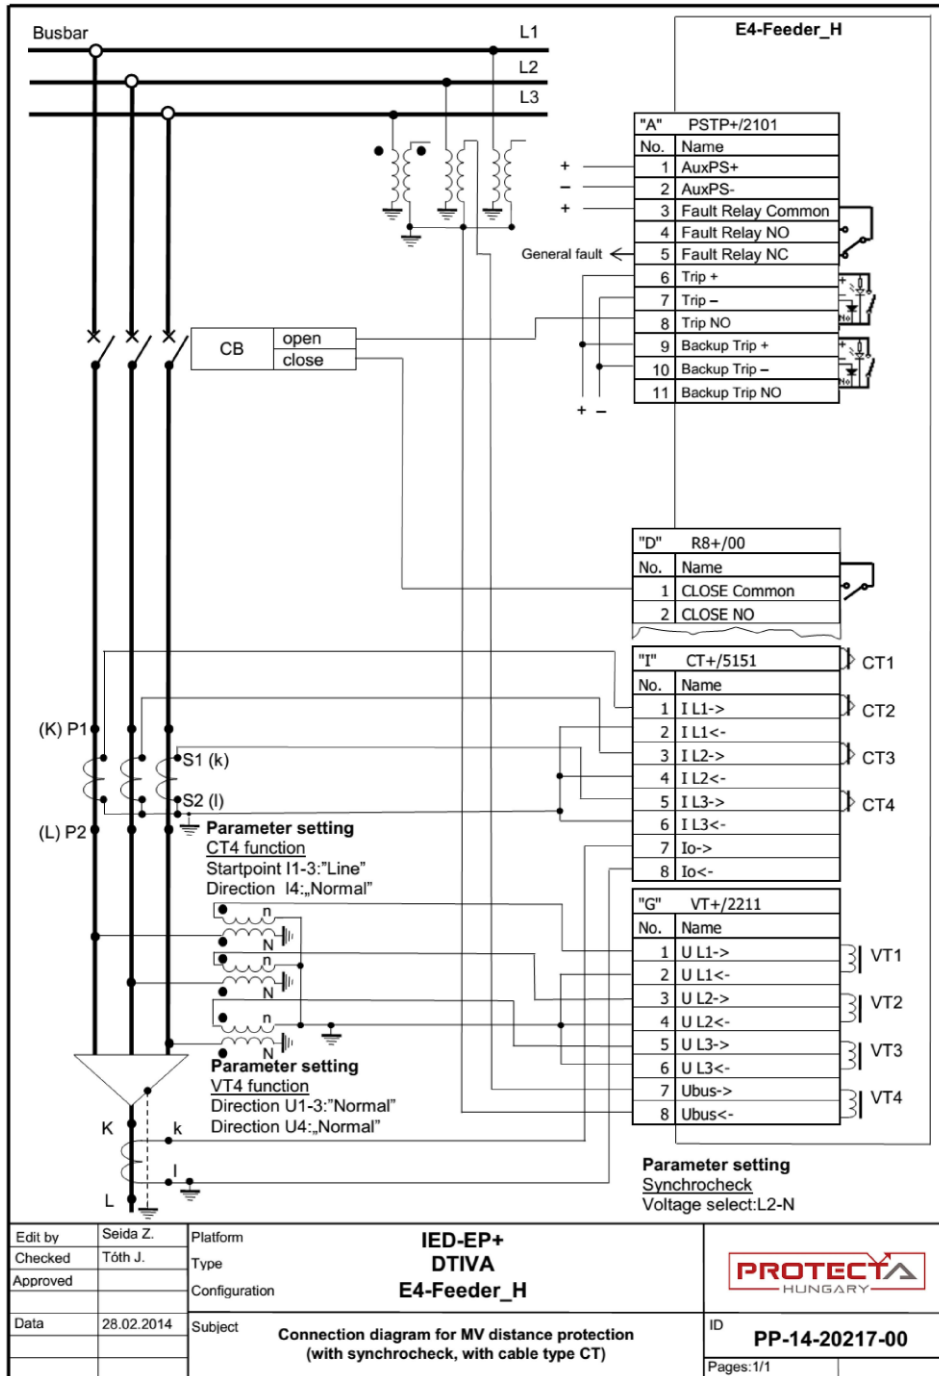 Busbar
L1
L2
L3
E4-Feeder_H
"A" PSTP+/2101
No. Name
+ 1 AuxPS+
– 2 AuxPS-
+ 3 Fault Relay Common
4 Fault Relay NO
General fault 5 Fault Relay NC
6 Trip +
7 Trip –
8 Trip NO
9 Backup Trip +
10 Backup Trip –
11 Backup Trip NO
+ –
+ – No
+ – No
CB open
close
"D" R8+/00
No. Name
1 CLOSE Common
2 CLOSE NO
"I" CT+/5151
No. Name
1 I L1->
2 I L1<-
3 I L2->
4 I L2<-
5 I L3->
6 I L3<-
7 Io->
8 Io<-
CT1
CT2
CT3
CT4
(K) P1
S1 (k)
S2 (l)
(L) P2
Parameter setting
CT4 function
Startpoint I1-3:"Line"
Direction I4:„Normal"
n
N
n
N
n
N
"G" VT+/2211
No. Name
1 U L1->
2 U L1<-
3 U L2->
4 U L2<-
5 U L3->
6 U L3<-
7 Ubus->
8 Ubus<-
VT1
VT2
VT3
VT4
Parameter setting
VT4 function
Direction U1-3:"Normal"
Direction U4:„Normal"
K
k
l
L
Parameter setting
Synchrocheck
Voltage select:L2-N
Edit by Seida Z.
Checked Tóth J.
Approved
Data 28.02.2014
Platform IED-EP+
Type DTIVA
Configuration E4-Feeder_H
Subject Connection diagram for MV distance protection
(with synchrocheck, with cable type CT)
PROTECTA
HUNGARY
ID
PP-14-20217-00
Pages:1/1